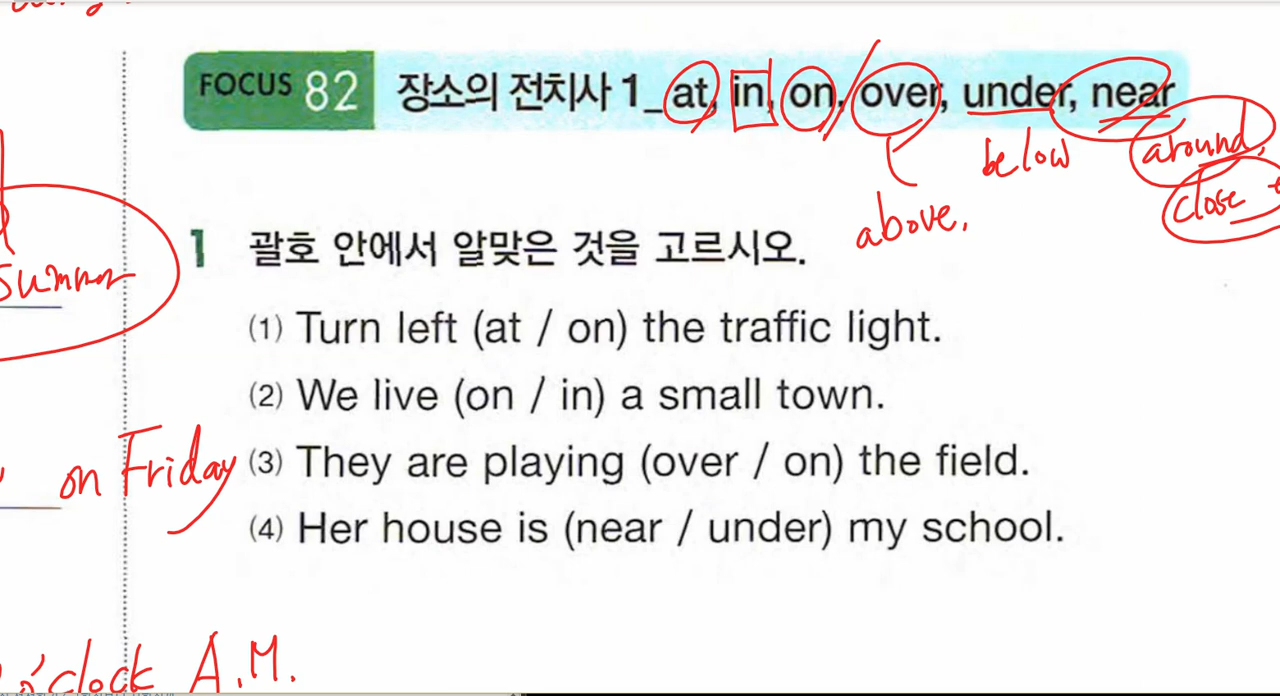 FOCUS 82 장소의 전치사 1_ at, in, on, over, under, near
below
around,
close
above,
summer
1 괄호 안에서 알맞은 것을 고르시오.
(1) Turn left (at / on) the traffic light.
(2) We live (on / in) a small town.
(3) They are playing (over / on) the field.
on Friday
(4) Her house is (near / under) my school.
o'clock A.M.